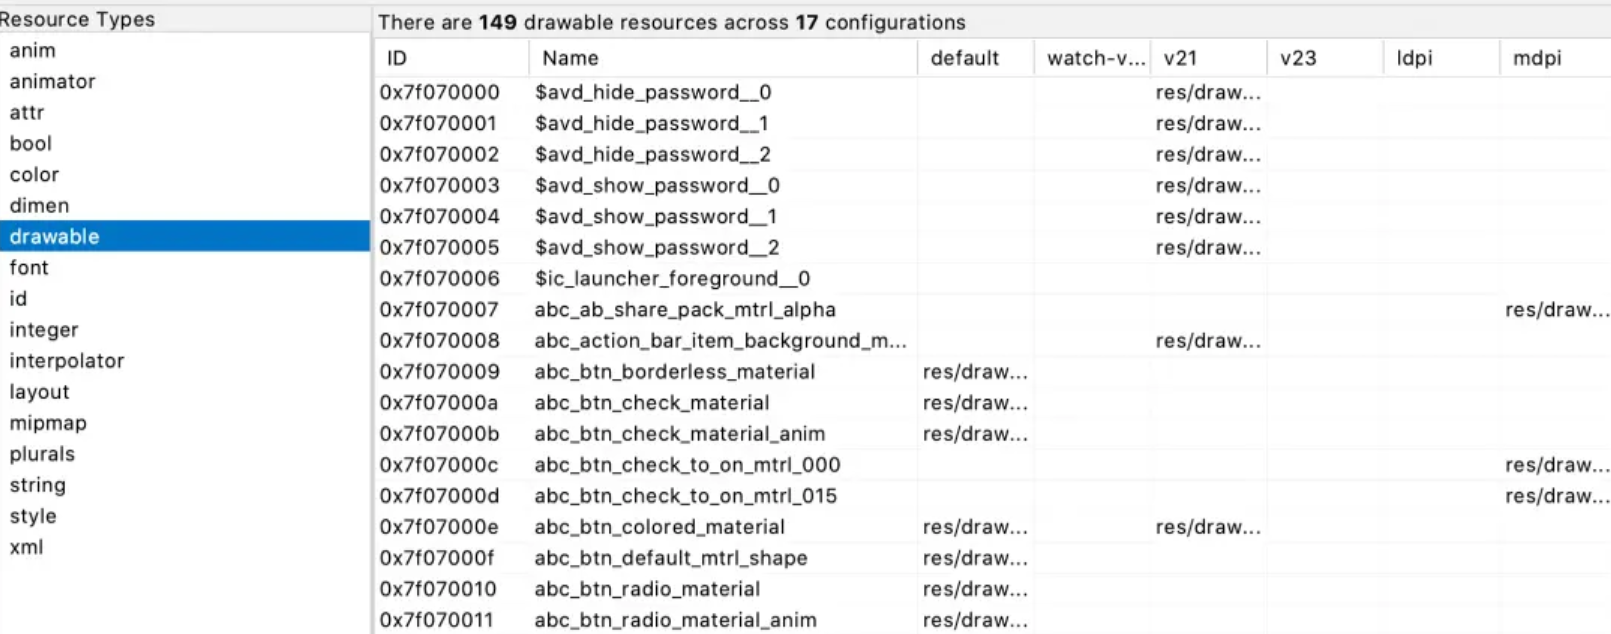 Resource Types
anim
animator
attr
bool
color
dimen
drawable
font
id
integer
interpolator
layout
mipmap
plurals
string
style
xml
There are 149 drawable resources across 17 configurations
ID Name default watch-v... v21 v23 ldpi mdpi
0x7f070000 $avd_hide_password__0 res/draw...
0x7f070001 $avd_hide_password__1 res/draw...
0x7f070002 $avd_hide_password__2 res/draw...
0x7f070003 $avd_show_password__0 res/draw...
0x7f070004 $avd_show_password__1 res/draw...
0x7f070005 $avd_show_password__2 res/draw...
0x7f070006 $ic_launcher_foreground__0
0x7f070007 abc_ab_share_pack_mtrl_alpha res/draw...
0x7f070008 abc_action_bar_item_background_m... res/draw...
0x7f070009 abc_btn_borderless_material res/draw...
0x7f07000a abc_btn_check_material res/draw...
0x7f07000b abc_btn_check_material_anim res/draw...
0x7f07000c abc_btn_check_to_on_mtrl_000 res/draw...
0x7f07000d abc_btn_check_to_on_mtrl_015 res/draw...
0x7f07000e abc_btn_colored_material res/draw... res/draw...
0x7f07000f abc_btn_default_mtrl_shape res/draw...
0x7f070010 abc_btn_radio_material res/draw...
0x7f070011 abc_btn_radio_material_anim res/draw...